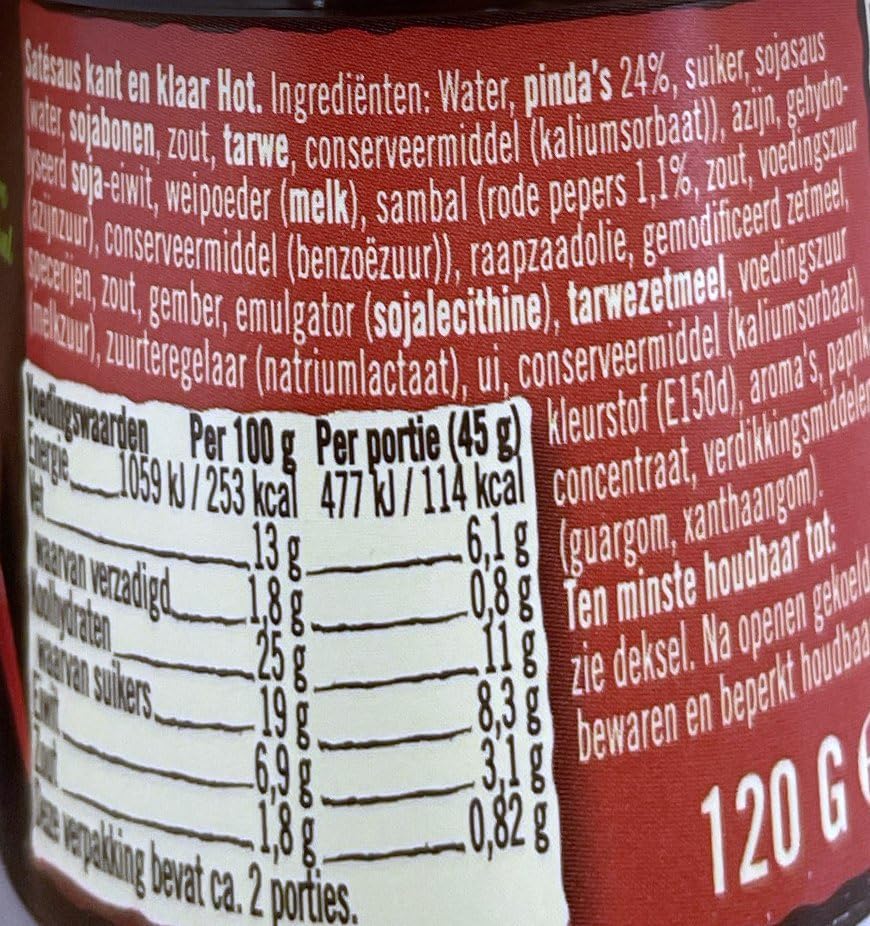 Satésaus kant en klaar Hot. Ingrediënten: Water, pinda's 24%, suiker, sojasaus
(water, sojabonen, zout, tarwe, conserveermiddel (kaliumsorbaat)), azijn, gehydro-
lyseerd soja-eiwit, weipoeder (melk), sambal (rode pepers 1,1%, zout, voedingszuur
(azijnzuur), conserveermiddel (benzoëzuur)), raapzaadolie, gemodificeerd zetmeel,
specerijen, zout, gember, emulgator (sojalecithine), tarwezetmeel, voedingszuur
(melkzuur), zuurteregelaar (natriumlactaat), ui, conserveermiddel (kaliumsorbaat),
kleurstof (E150d), aroma's, paprik
concentraat, verdikkingsmiddelen
(guargom, xanthaangom).
Ten minste houdbaar tot:
zie deksel. Na openen gekoeld
bewaren en beperkt houdbaa
120 G
Voedingswaarden Per 100 g Per portie (45 g)
Energie 1059 kJ / 253 kcal 477 kJ / 114 kcal
Vet 13 g 6,1 g
waarvan verzadigd 1,8 g 0,8 g
Koolhydraten 25 g 11 g
waarvan suikers 19 g 8,3 g
Eiwit 6,9 g 3,1 g
Zout 1,8 g 0,82 g
Deze verpakking bevat ca. 2 porties.